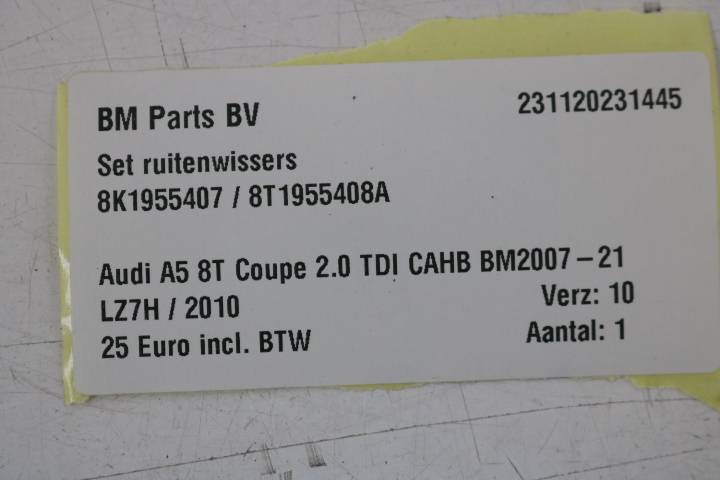 BM Parts BV 231120231445
Set ruitenwissers
8K1955407 / 8T1955408A
Audi A5 8T Coupe 2.0 TDI CAHB BM2007-21
LZ7H / 2010 Verz: 10
25 Euro incl. BTW Aantal: 1